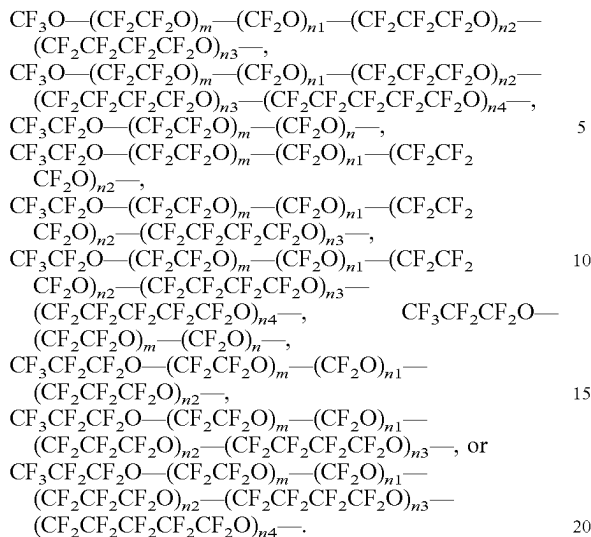 CF₃O—(CF₂CF₂O)ₘ—(CF₂O)ₙ₁—(CF₂CF₂CF₂O)ₙ₂—
(CF₂CF₂CF₂CF₂O)ₙ₃—,
CF₃O—(CF₂CF₂O)ₘ—(CF₂O)ₙ₁—(CF₂CF₂CF₂O)ₙ₂—
(CF₂CF₂CF₂CF₂O)ₙ₃—(CF₂CF₂CF₂CF₂CF₂O)ₙ₄—,
CF₃CF₂O—(CF₂CF₂O)ₘ—(CF₂O)ₙ—, 5
CF₃CF₂O—(CF₂CF₂O)ₘ—(CF₂O)ₙ₁—(CF₂CF₂
CF₂O)ₙ₂—,
CF₃CF₂O—(CF₂CF₂O)ₘ—(CF₂O)ₙ₁—(CF₂CF₂
CF₂O)ₙ₂—(CF₂CF₂CF₂CF₂O)ₙ₃—,
CF₃CF₂O—(CF₂CF₂O)ₘ—(CF₂O)ₙ₁—(CF₂CF₂ 10
CF₂O)ₙ₂—(CF₂CF₂CF₂CF₂O)ₙ₃—
(CF₂CF₂CF₂CF₂CF₂O)ₙ₄—, CF₃CF₂CF₂O—
(CF₂CF₂O)ₘ—(CF₂O)ₙ—,
CF₃CF₂CF₂O—(CF₂CF₂O)ₘ—(CF₂O)ₙ₁—
(CF₂CF₂CF₂O)ₙ₂—, 15
CF₃CF₂CF₂O—(CF₂CF₂O)ₘ—(CF₂O)ₙ₁—
(CF₂CF₂CF₂O)ₙ₂—(CF₂CF₂CF₂CF₂O)ₙ₃—, or
CF₃CF₂CF₂O—(CF₂CF₂O)ₘ—(CF₂O)ₙ₁—
(CF₂CF₂CF₂O)ₙ₂—(CF₂CF₂CF₂CF₂O)ₙ₃—
(CF₂CF₂CF₂CF₂CF₂O)ₙ₄—. 20